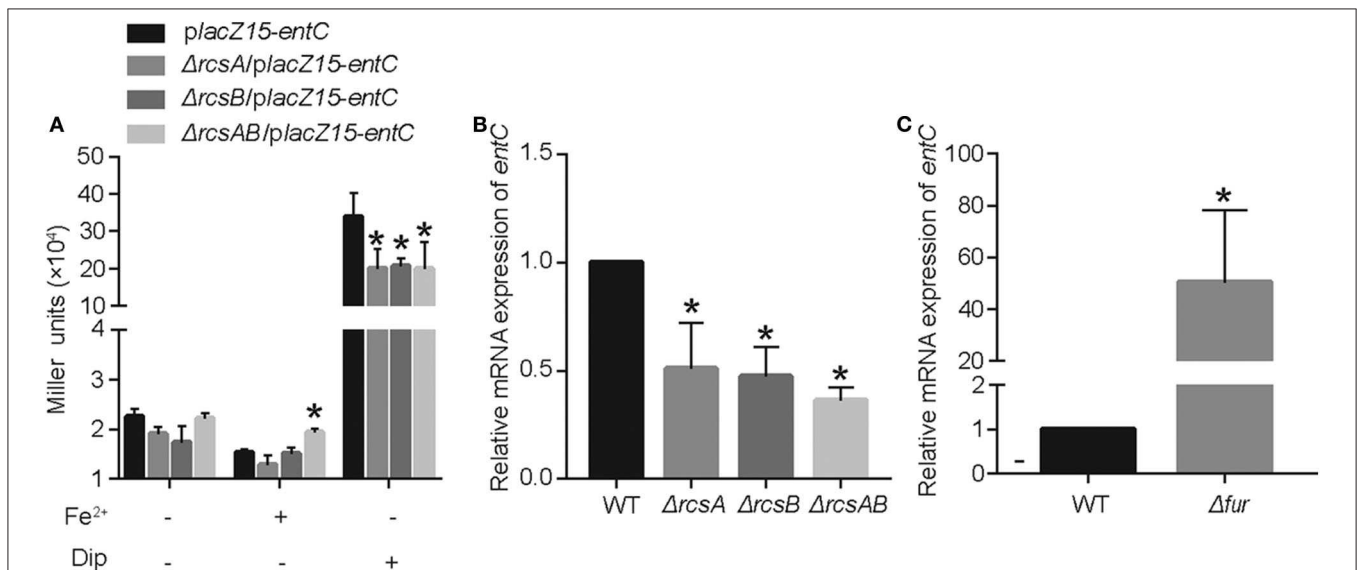 placZ15-entC
ΔrcsA/placZ15-entC
ΔrcsB/placZ15-entC
ΔrcsAB/placZ15-entC
A
Miller units (×10⁴)
50
40
30
20
10
4
3
2
1
* * * *
Fe²⁺ - + -
Dip - - +
B
Relative mRNA expression of entC
1.5
1.0
0.5
0.0
* * *
WT ΔrcsA ΔrcsB ΔrcsAB
C
Relative mRNA expression of entC
100
80
60
40
20
2
1
0
-
*
WT Δfur